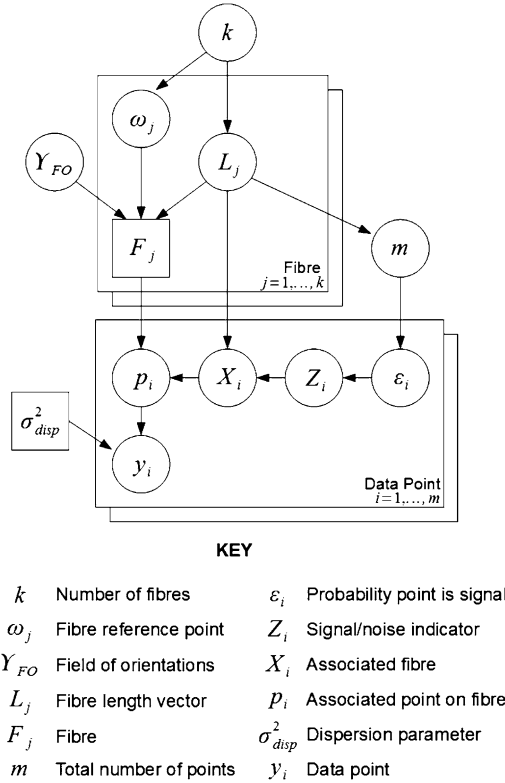 k
ω_j
Υ_FO
L_j
F_j
m
Fibre
j=1,..., k
p_i
X_i
Z_i
ε_i
σ²_disp
y_i
Data Point
i=1,..., m
KEY
k Number of fibres
ω_j Fibre reference point
Υ_FO Field of orientations
L_j Fibre length vector
F_j Fibre
m Total number of points
ε_i Probability point is signal
Z_i Signal/noise indicator
X_i Associated fibre
p_i Associated point on fibre
σ²_disp Dispersion parameter
y_i Data point